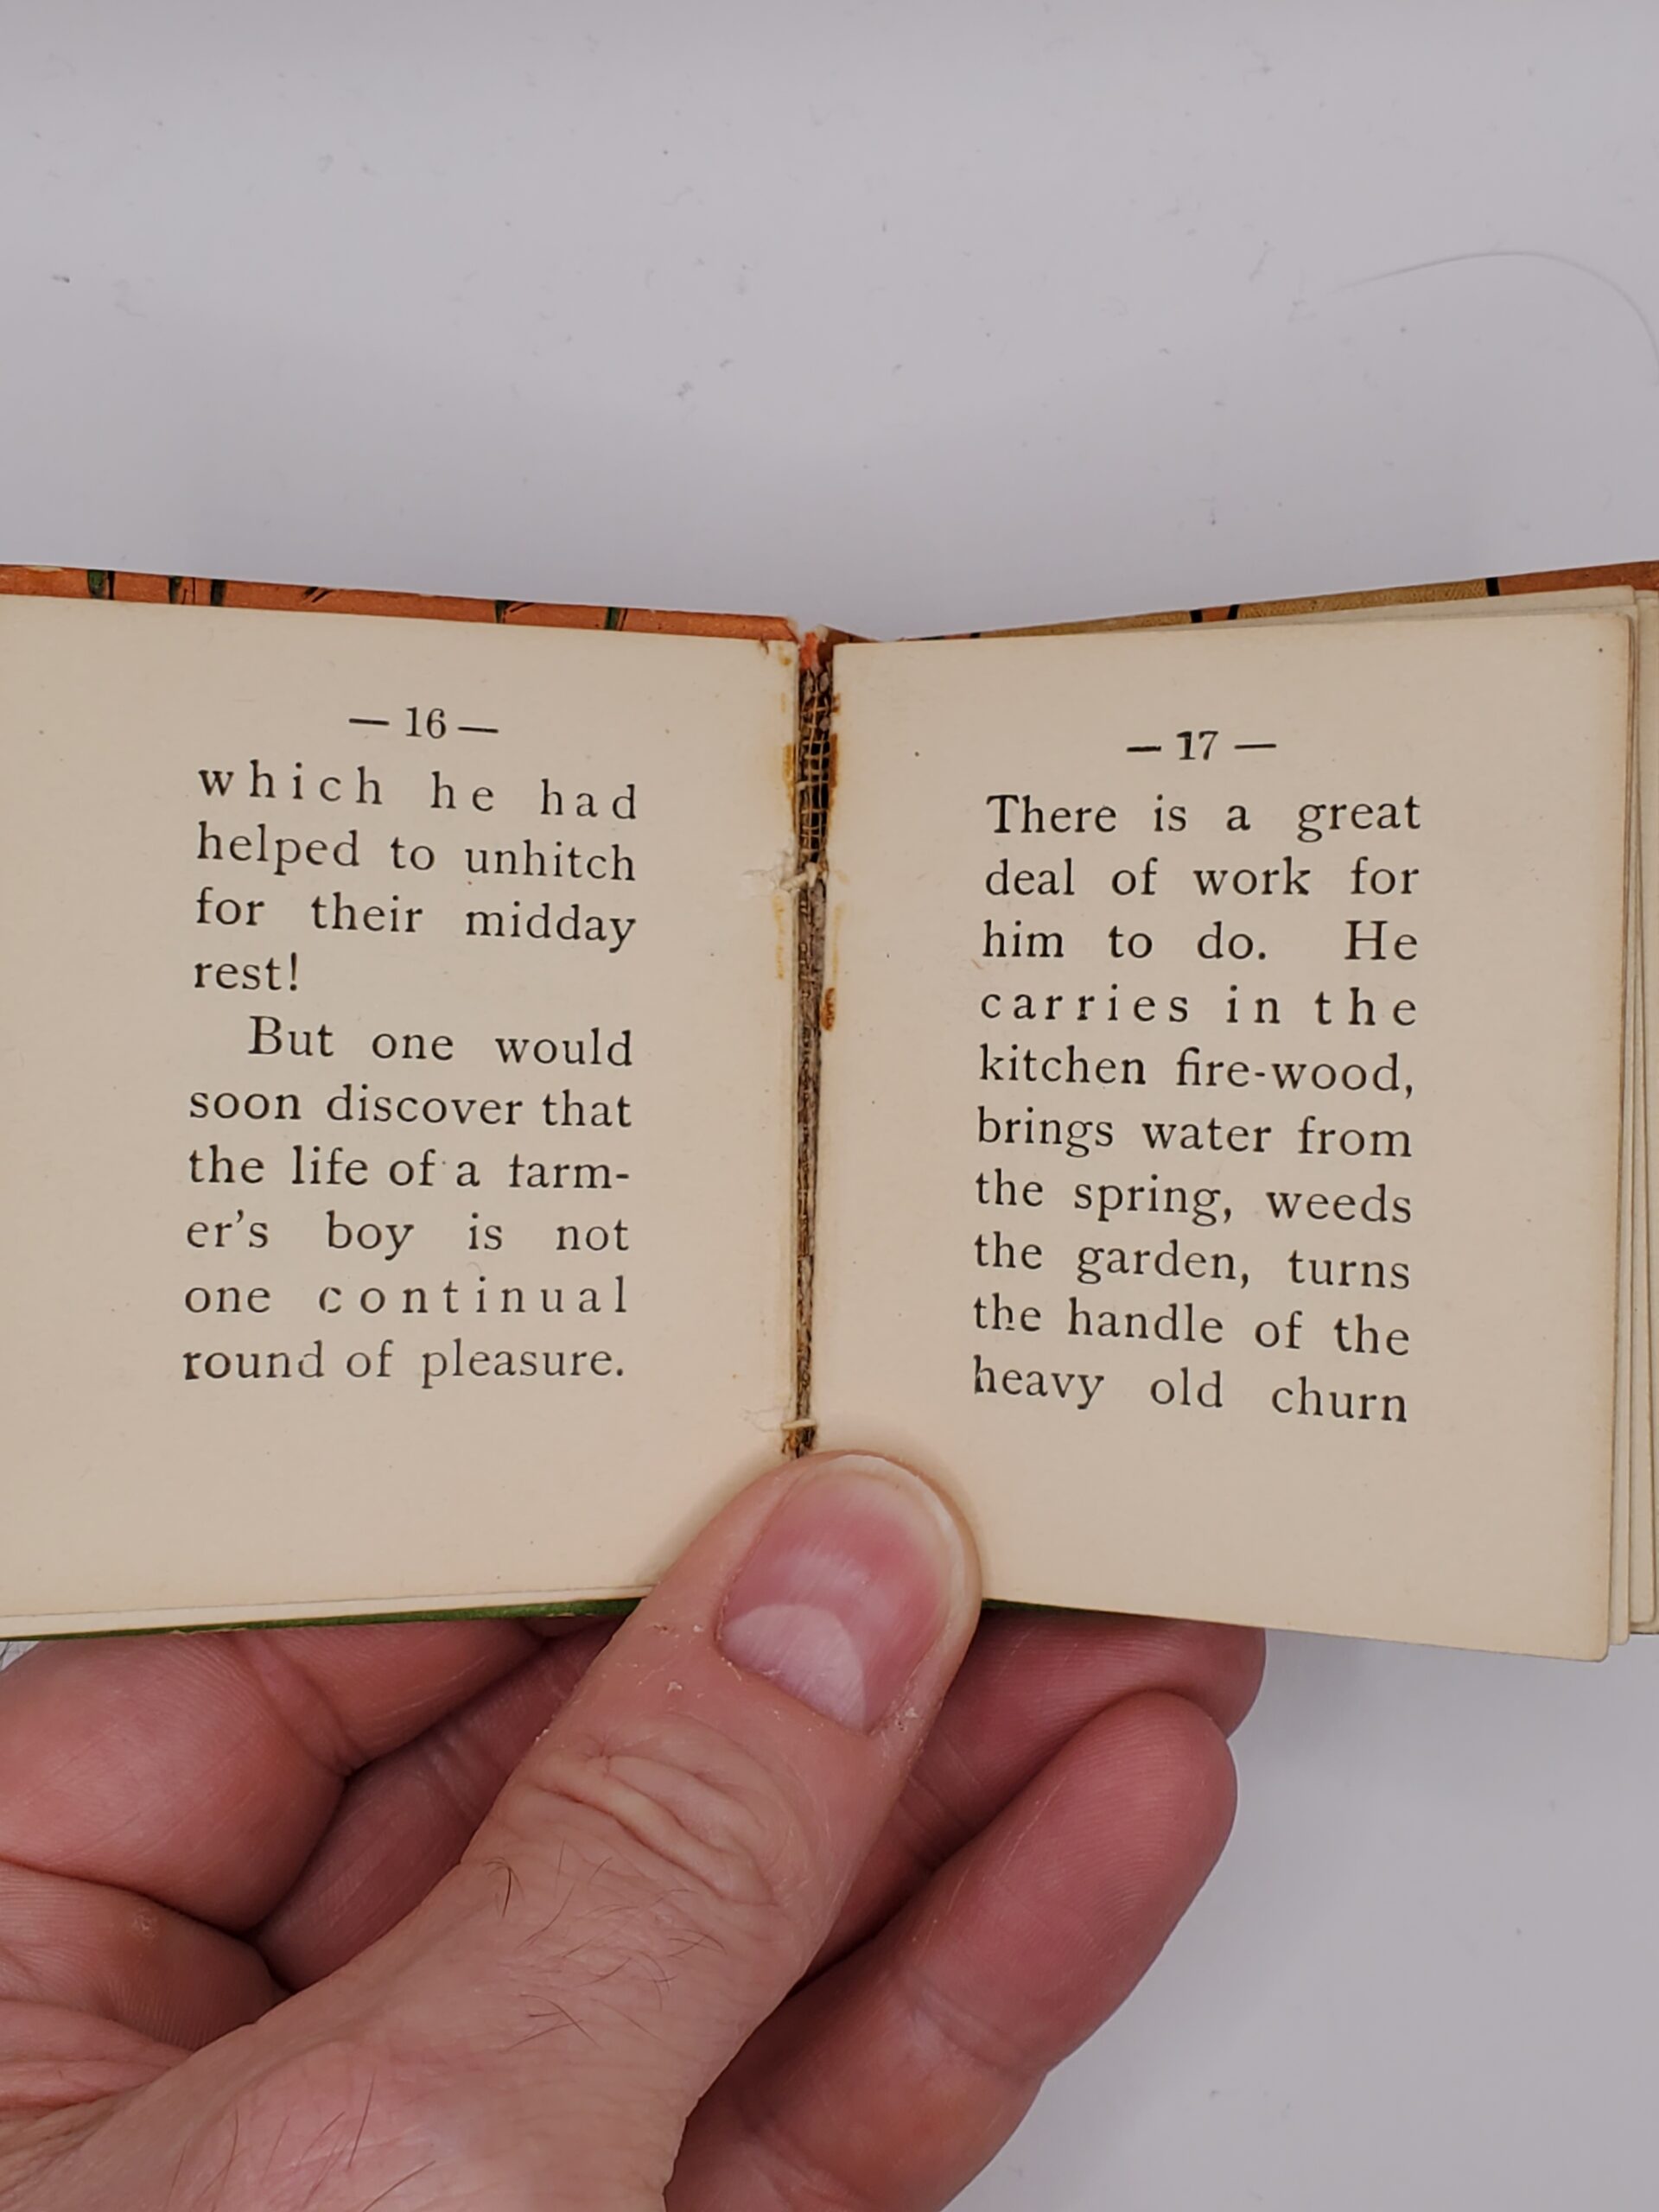 — 16 —
which he had
helped to unhitch
for their midday
rest!
But one would
soon discover that
the life of a farm-
er's boy is not
one continual
round of pleasure.
— 17 —
There is a great
deal of work for
him to do. He
carries in the
kitchen fire-wood,
brings water from
the spring, weeds
the garden, turns
the handle of the
heavy old churn